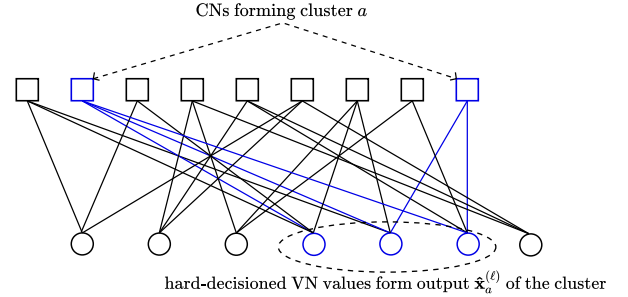 CNs forming cluster a
hard-decisioned VN values form output x̂_a^{(ℓ)} of the cluster